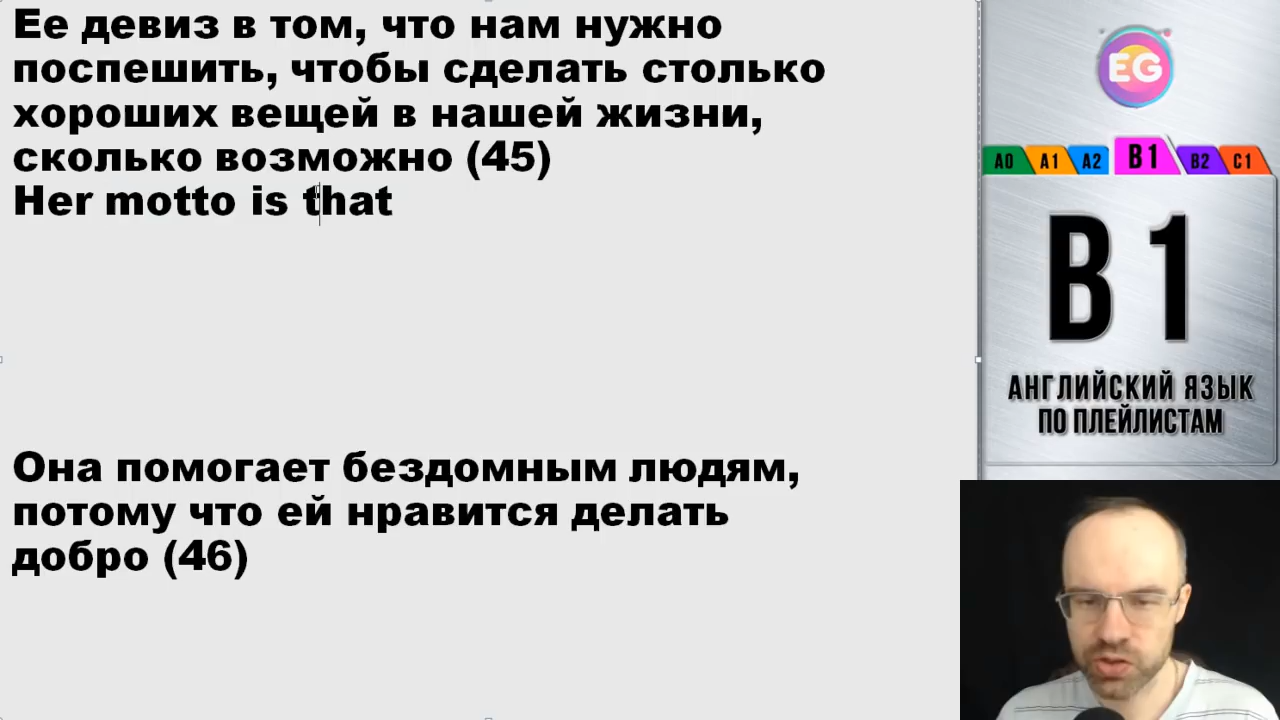 Ее девиз в том, что нам нужно
поспешить, чтобы сделать столько
хороших вещей в нашей жизни,
сколько возможно (45)
Her motto is that
Она помогает бездомным людям,
потому что ей нравится делать
добро (46)
EG
A0 A1 A2 B1 B2 C1
B1
АНГЛИЙСКИЙ ЯЗЫК
ПО ПЛЕЙЛИСТАМ